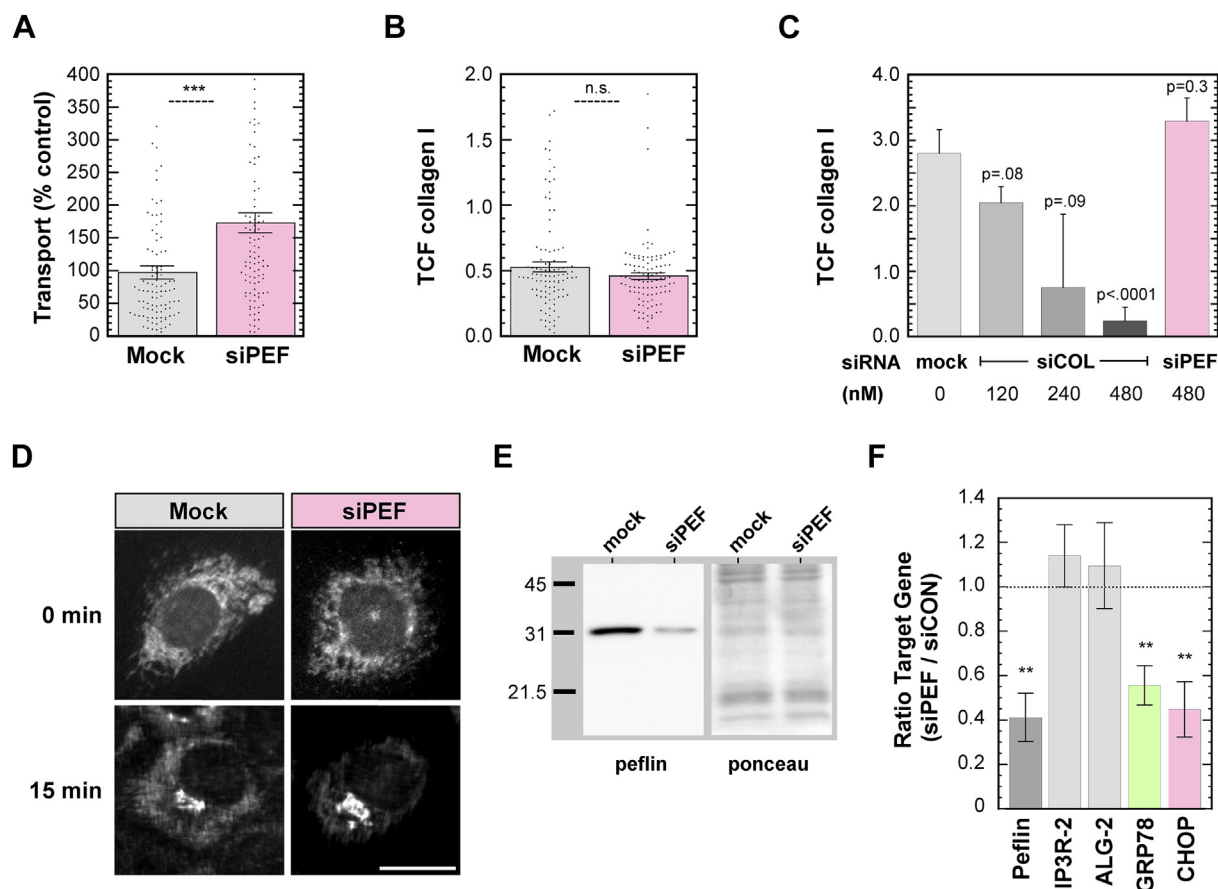 A
Transport (% control)
400
350
300
250
200
150
100
50
0
***
Mock siPEF
B
TCF collagen I
2.0
1.5
1.0
0.5
0.0
n.s.
Mock siPEF
C
TCF collagen I
4.0
3.0
2.0
1.0
0.0
p=.08
p=.09
p<.0001
p=0.3
siRNA mock siCOL siPEF
(nM) 0 120 240 480 480
D
Mock siPEF
0 min
15 min
E
mock siPEF mock siPEF
45
31
21.5
peflin ponceau
F
Ratio Target Gene
(siPEF / siCON)
1.4
1.2
1.0
0.8
0.6
0.4
0.2
0
**
**
**
Peflin
IP3R-2
ALG-2
GRP78
CHOP